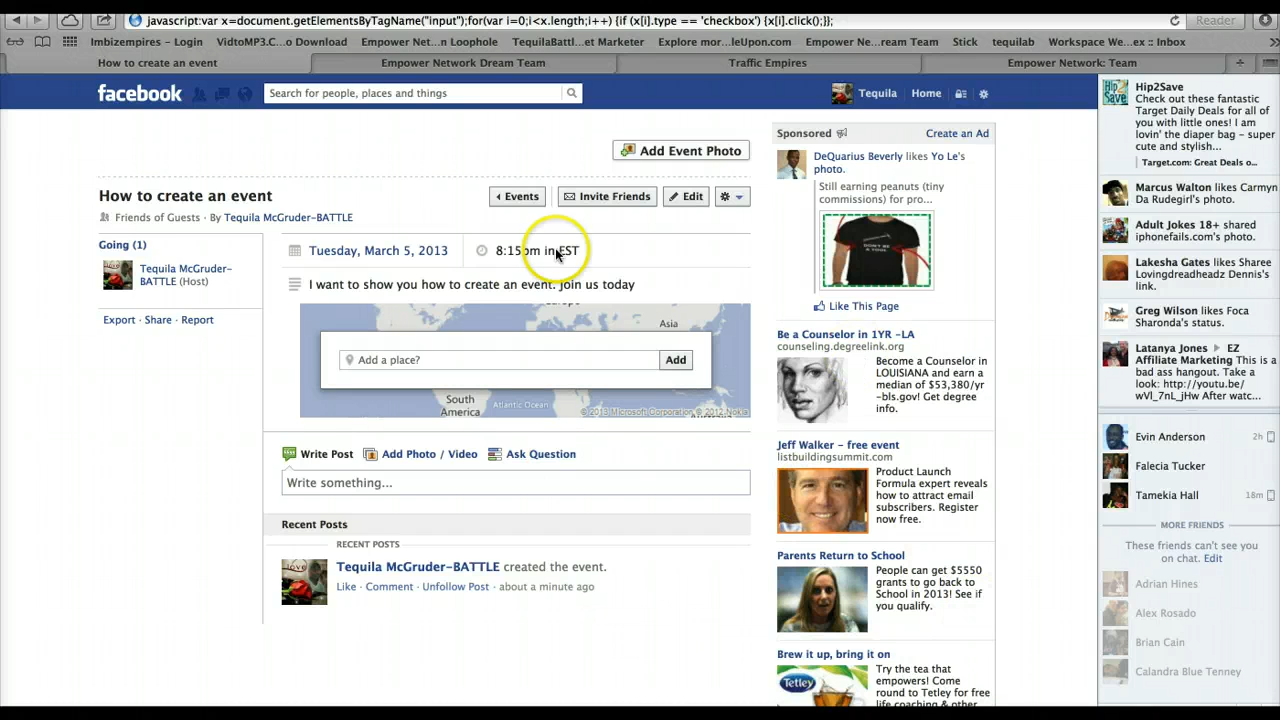 javascript:var x=document.getElementsByTagName("input");for(var i=0;i<x.length;i++) {if (x[i].type == 'checkbox') {x[i].click();}};
Reader
Imbizempires - Login VidtoMP3.C...o Download Empower Net...n Loophole TequilaBattl...et Marketer Explore mor...leUpon.com Empower Ne...ream Team Stick tequilab Workspace We...ex :: Inbox
How to create an event Empower Network Dream Team Traffic Empires Empower Network: Team
facebook
Search for people, places and things
Tequila Home
Add Event Photo
How to create an event
Events Invite Friends Edit
Friends of Guests · By Tequila McGruder-BATTLE
Going (1)
Tequila McGruder-
BATTLE (Host)
Export · Share · Report
Tuesday, March 5, 2013
8:15pm in EST
I want to show you how to create an event. Join us today
Asia
Add a place?
Add
South
America
Atlantic Ocean
© 2013 Microsoft Corporation © 2012 Nokia
Write Post Add Photo / Video Ask Question
Write something...
Recent Posts
RECENT POSTS
Tequila McGruder-BATTLE created the event.
Like · Comment · Unfollow Post · about a minute ago
Sponsored
Create an Ad
DeQuarius Beverly likes Yo Le's
photo.
Still earning peanuts (tiny
commissions) for pro...
Like This Page
Be a Counselor in 1YR -LA
counseling.degreelink.org
Become a Counselor in
LOUISIANA and earn a
median of $53,380/yr
-bls.gov! Get degree
info.
Jeff Walker - free event
listbuildingsummit.com
Product Launch
Formula expert reveals
how to attract email
subscribers. Register
now free.
Parents Return to School
People can get $5550
grants to go back to
School in 2013! See if
you qualify.
Brew it up, bring it on
Tetley
Try the tea that
empowers! Come
round to Tetley for free
life coaching & other
Hip2Save
Check out these fantastic
Target Daily Deals for all of
you with little ones! I am
lovin' the diaper bag - super
cute and stylish...
Target.com: Great Deals o...
Marcus Walton likes Carmyn
Da Rudegirl's photo.
Adult Jokes 18+ shared
iphonefails.com's photo.
Lakesha Gates likes Sharee
Lovingdreadheadz Dennis's
link.
Greg Wilson likes Foca
Sharonda's status.
Latanya Jones ▸ EZ
Affiliate Marketing This is a
bad ass hangout. Take a
look: http://youtu.be/
wVl_7nL_jHw After watc...
Evin Anderson 2h
Falecia Tucker
Tamekia Hall 18m
MORE FRIENDS
These friends can't see you
on chat. Edit
Adrian Hines
Alex Rosado
Brian Cain
Calandra Blue Tenney